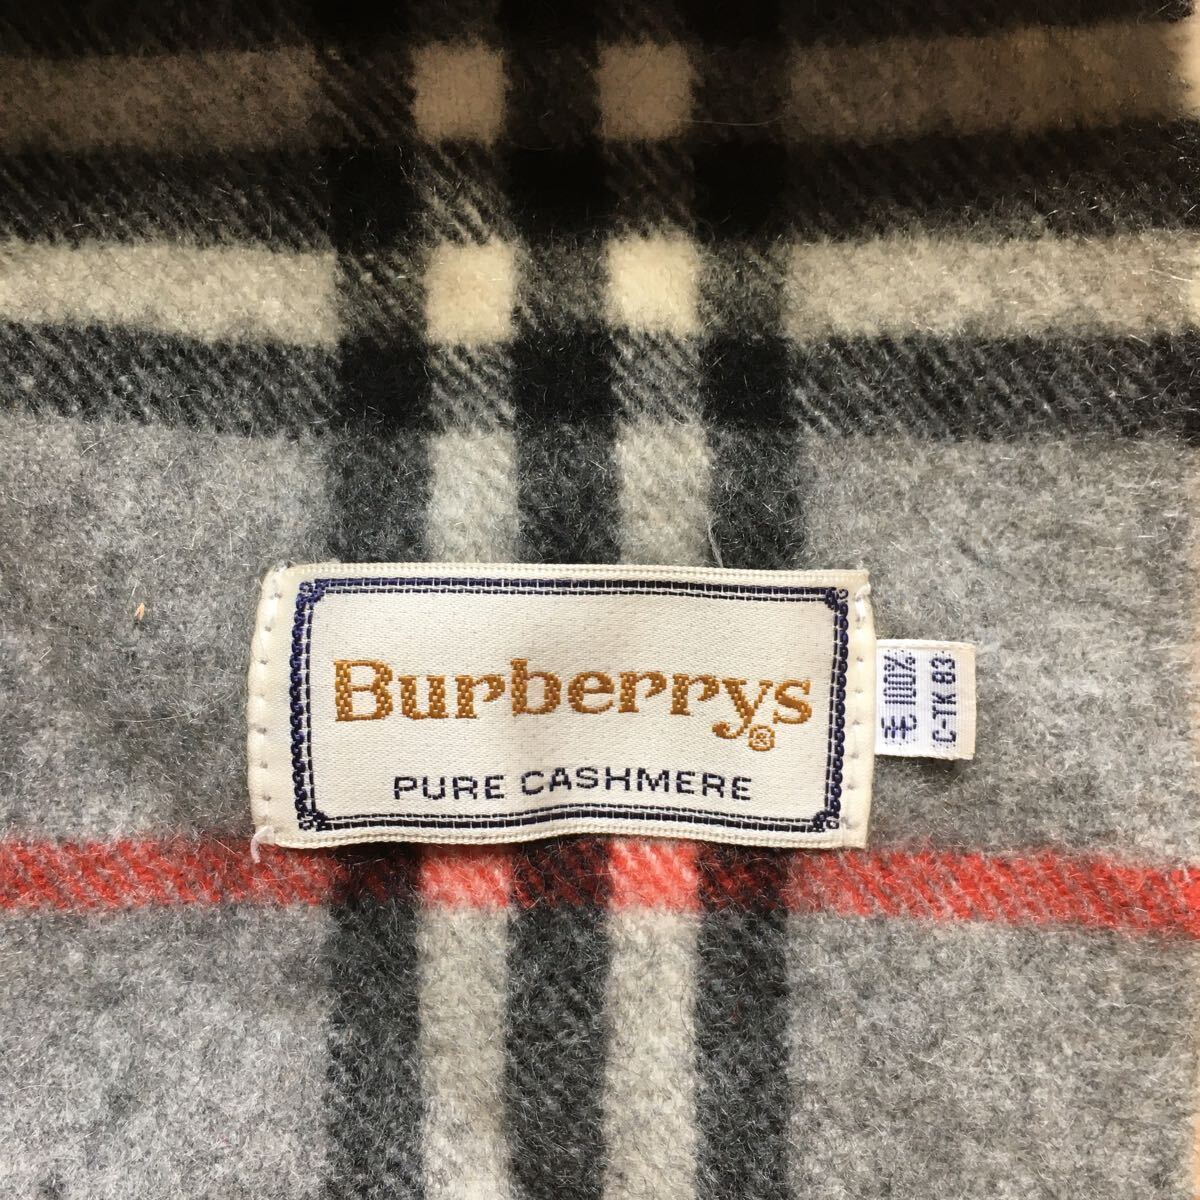 Burberrys®
PURE CASHMERE
毛 100%
C-TK 83